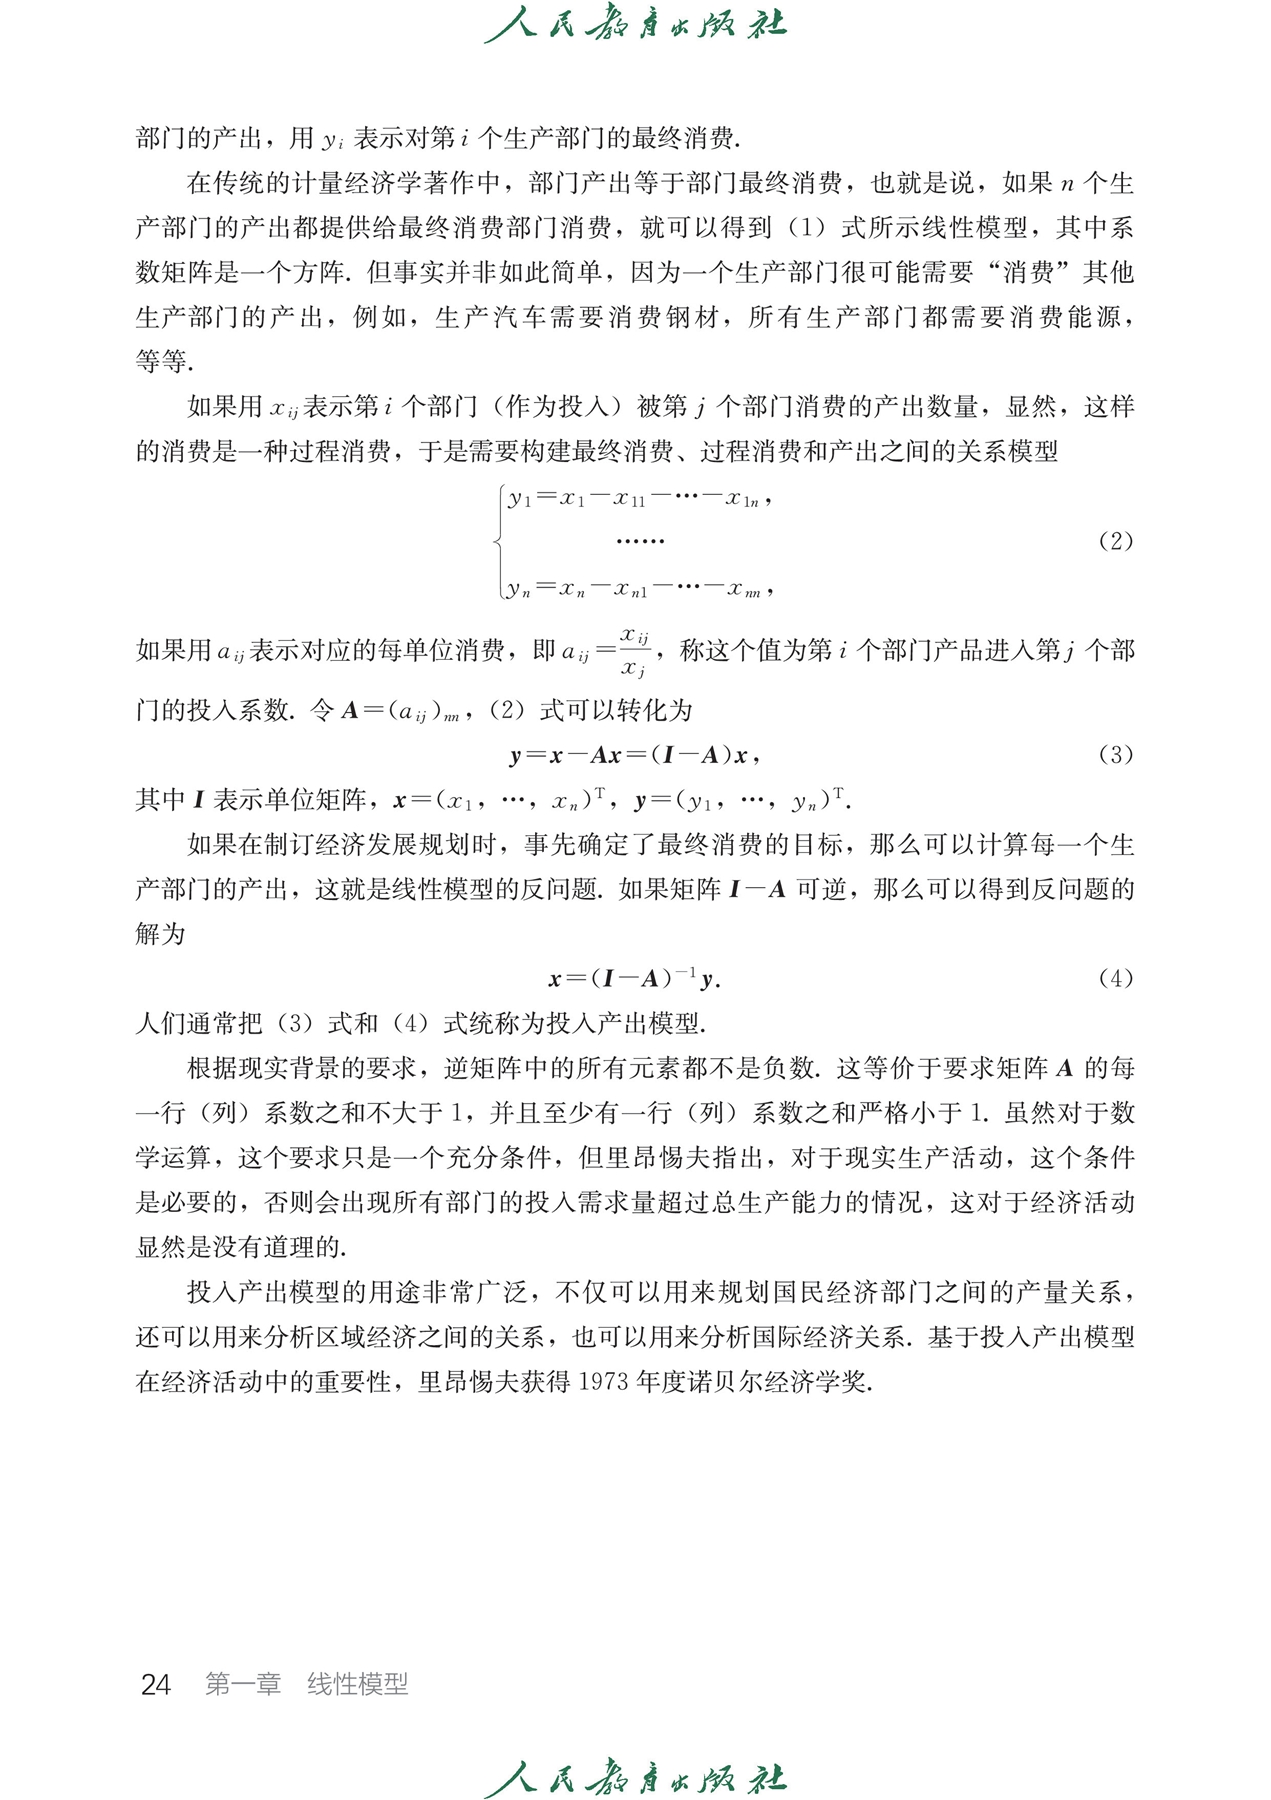 人民教育出版社
部门的产出，用 yᵢ 表示对第 i 个生产部门的最终消费.
在传统的计量经济学著作中，部门产出等于部门最终消费，也就是说，如果 n 个生
产部门的产出都提供给最终消费部门消费，就可以得到（1）式所示线性模型，其中系
数矩阵是一个方阵. 但事实并非如此简单，因为一个生产部门很可能需要“消费”其他
生产部门的产出，例如，生产汽车需要消费钢材，所有生产部门都需要消费能源，
等等.
如果用 x_{ij} 表示第 i 个部门（作为投入）被第 j 个部门消费的产出数量，显然，这样
的消费是一种过程消费，于是需要构建最终消费、过程消费和产出之间的关系模型
y_1=x_1-x_{11}-…-x_{1n}，
…… （2）
y_n=x_n-x_{n1}-…-x_{nn}，
如果用 a_{ij} 表示对应的每单位消费，即 a_{ij}=\frac{x_{ij}}{x_j}，称这个值为第 i 个部门产品进入第 j 个部
门的投入系数. 令 A=(a_{ij})_{nn}，（2）式可以转化为
y=x-Ax=(I-A)x， （3）
其中 I 表示单位矩阵，x=(x_1，…，x_n)^T，y=(y_1，…，y_n)^T.
如果在制订经济发展规划时，事先确定了最终消费的目标，那么可以计算每一个生
产部门的产出，这就是线性模型的反问题. 如果矩阵 I-A 可逆，那么可以得到反问题的
解为
x=(I-A)^{-1}y. （4）
人们通常把（3）式和（4）式统称为投入产出模型.
根据现实背景的要求，逆矩阵中的所有元素都不是负数. 这等价于要求矩阵 A 的每
一行（列）系数之和不大于 1，并且至少有一行（列）系数之和严格小于 1. 虽然对于数
学运算，这个要求只是一个充分条件，但里昂惕夫指出，对于现实生产活动，这个条件
是必要的，否则会出现所有部门的投入需求量超过总生产能力的情况，这对于经济活动
显然是没有道理的.
投入产出模型的用途非常广泛，不仅可以用来规划国民经济部门之间的产量关系，
还可以用来分析区域经济之间的关系，也可以用来分析国际经济关系. 基于投入产出模型
在经济活动中的重要性，里昂惕夫获得 1973 年度诺贝尔经济学奖.
24 第一章 线性模型
人民教育出版社